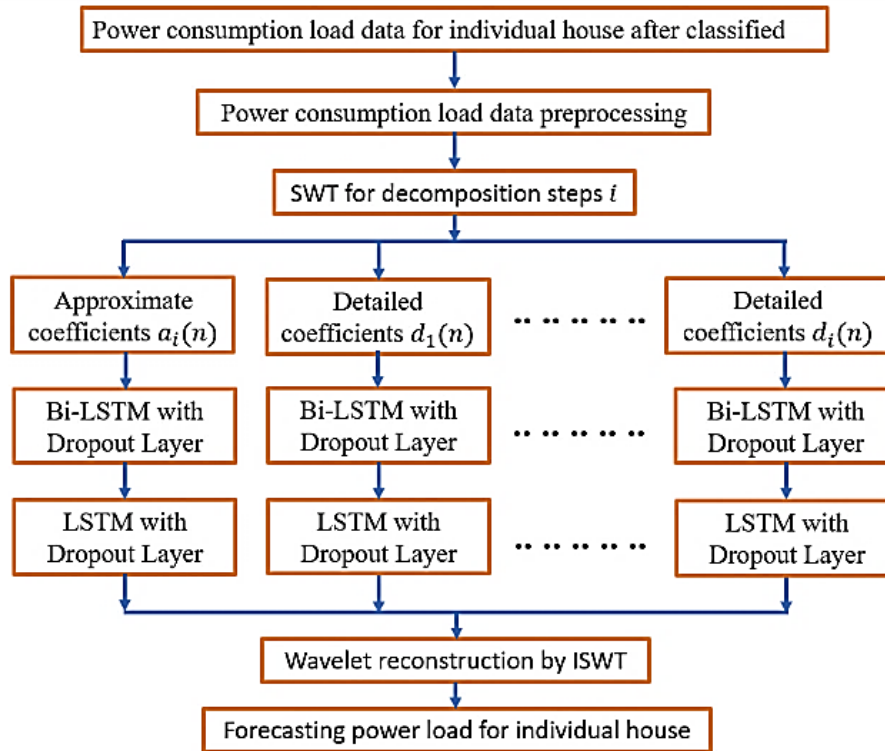 Power consumption load data for individual house after classified
Power consumption load data preprocessing
SWT for decomposition steps i
Approximate
coefficients a_i(n)
Detailed
coefficients d_1(n)
Detailed
coefficients d_i(n)
Bi-LSTM with
Dropout Layer
Bi-LSTM with
Dropout Layer
Bi-LSTM with
Dropout Layer
LSTM with
Dropout Layer
LSTM with
Dropout Layer
LSTM with
Dropout Layer
Wavelet reconstruction by ISWT
Forecasting power load for individual house